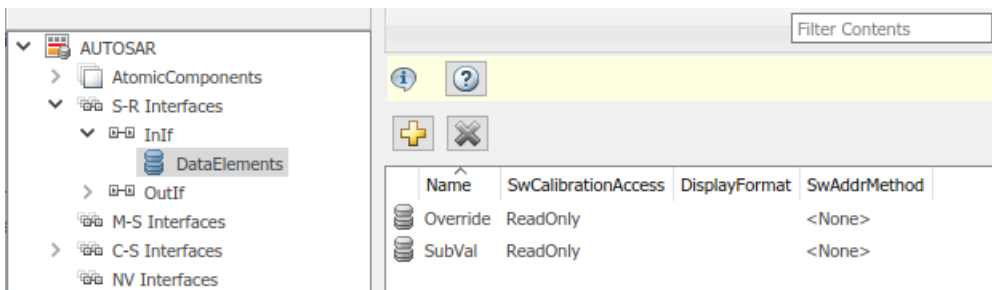 AUTOSAR
AtomicComponents
S-R Interfaces
InIf
DataElements
OutIf
M-S Interfaces
C-S Interfaces
NV Interfaces
Filter Contents
Name SwCalibrationAccess DisplayFormat SwAddrMethod
Override ReadOnly <None>
SubVal ReadOnly <None>